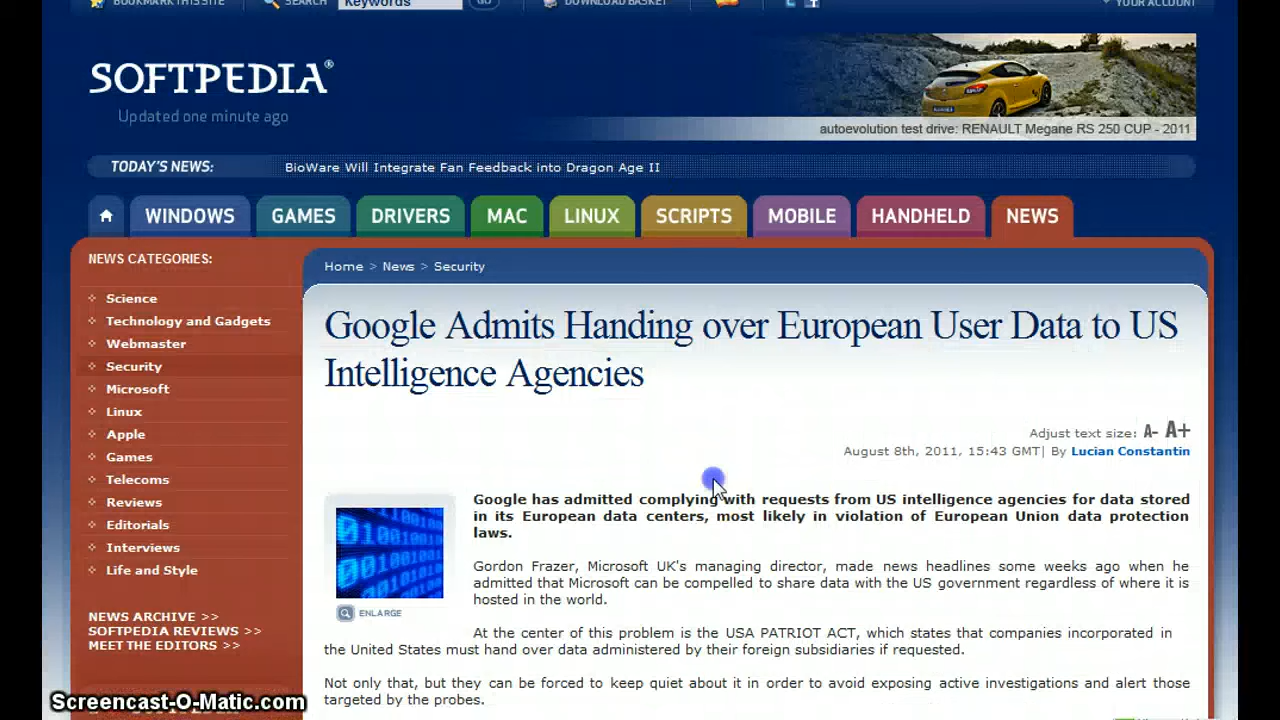 BOOKMARK THIS SITE
SEARCH
Keywords
GO
DOWNLOAD BASKET
YOUR ACCOUNT
SOFTPEDIA®
Updated one minute ago
autoevolution test drive: RENAULT Megane RS 250 CUP - 2011
TODAY'S NEWS:
BioWare Will Integrate Fan Feedback into Dragon Age II
WINDOWS
GAMES
DRIVERS
MAC
LINUX
SCRIPTS
MOBILE
HANDHELD
NEWS
NEWS CATEGORIES:
Science
Technology and Gadgets
Webmaster
Security
Microsoft
Linux
Apple
Games
Telecoms
Reviews
Editorials
Interviews
Life and Style
NEWS ARCHIVE >>
SOFTPEDIA REVIEWS >>
MEET THE EDITORS >>
Home > News > Security
Google Admits Handing over European User Data to US
Intelligence Agencies
Adjust text size: A- A+
August 8th, 2011, 15:43 GMT| By Lucian Constantin
ENLARGE
Google has admitted complying with requests from US intelligence agencies for data stored
in its European data centers, most likely in violation of European Union data protection
laws.
Gordon Frazer, Microsoft UK's managing director, made news headlines some weeks ago when he
admitted that Microsoft can be compelled to share data with the US government regardless of where it is
hosted in the world.
At the center of this problem is the USA PATRIOT ACT, which states that companies incorporated in
the United States must hand over data administered by their foreign subsidiaries if requested.
Not only that, but they can be forced to keep quiet about it in order to avoid exposing active investigations and alert those
targeted by the probes.
Screencast-O-Matic.com